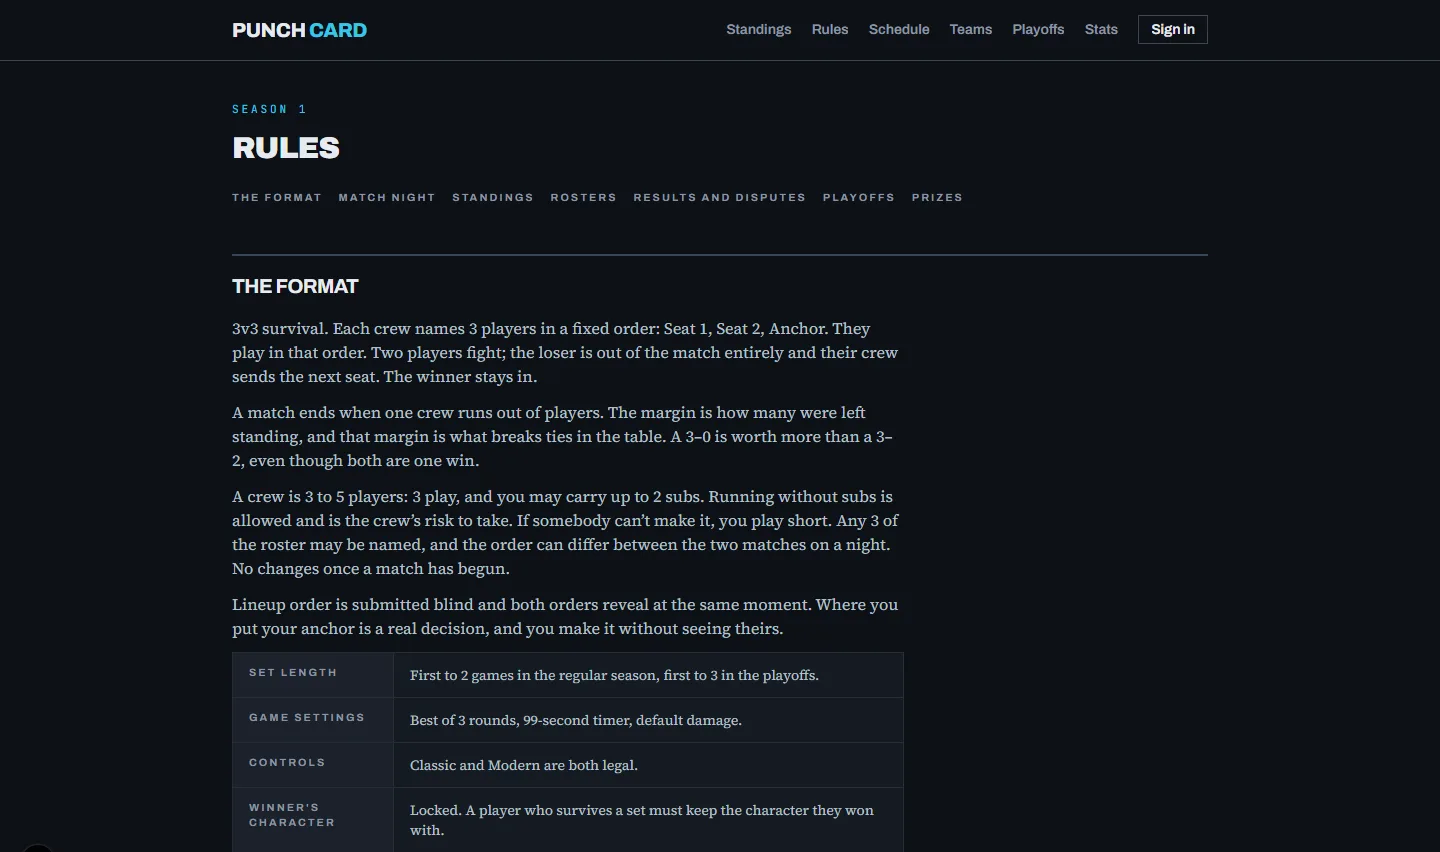 PUNCH CARD
Standings Rules Schedule Teams Playoffs Stats Sign in
SEASON 1
RULES
THE FORMAT MATCH NIGHT STANDINGS ROSTERS RESULTS AND DISPUTES PLAYOFFS PRIZES
THE FORMAT
3v3 survival. Each crew names 3 players in a fixed order: Seat 1, Seat 2, Anchor. They
play in that order. Two players fight; the loser is out of the match entirely and their crew
sends the next seat. The winner stays in.
A match ends when one crew runs out of players. The margin is how many were left
standing, and that margin is what breaks ties in the table. A 3–0 is worth more than a 3–
2, even though both are one win.
A crew is 3 to 5 players: 3 play, and you may carry up to 2 subs. Running without subs is
allowed and is the crew’s risk to take. If somebody can’t make it, you play short. Any 3 of
the roster may be named, and the order can differ between the two matches on a night.
No changes once a match has begun.
Lineup order is submitted blind and both orders reveal at the same moment. Where you
put your anchor is a real decision, and you make it without seeing theirs.
SET LENGTH
First to 2 games in the regular season, first to 3 in the playoffs.
GAME SETTINGS
Best of 3 rounds, 99-second timer, default damage.
CONTROLS
Classic and Modern are both legal.
WINNER'S
CHARACTER
Locked. A player who survives a set must keep the character they won
with.